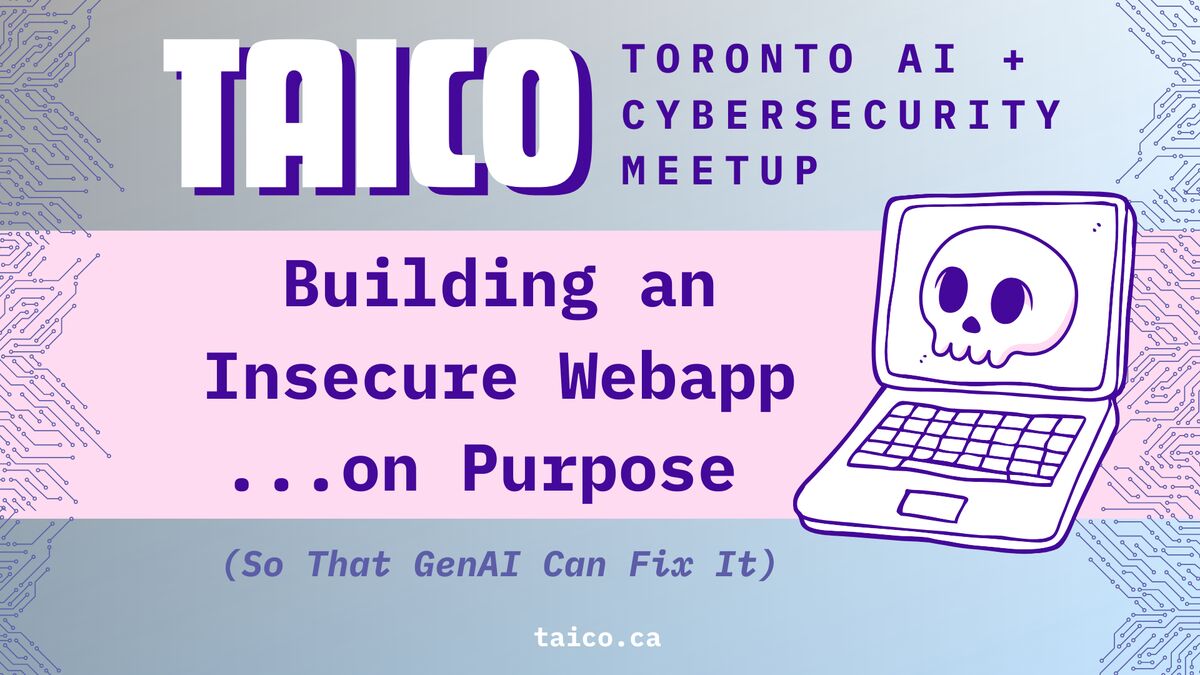 TAICO
TORONTO AI +
CYBERSECURITY
MEETUP
Building an
Insecure Webapp
...on Purpose
(So That GenAI Can Fix It)
taico.ca